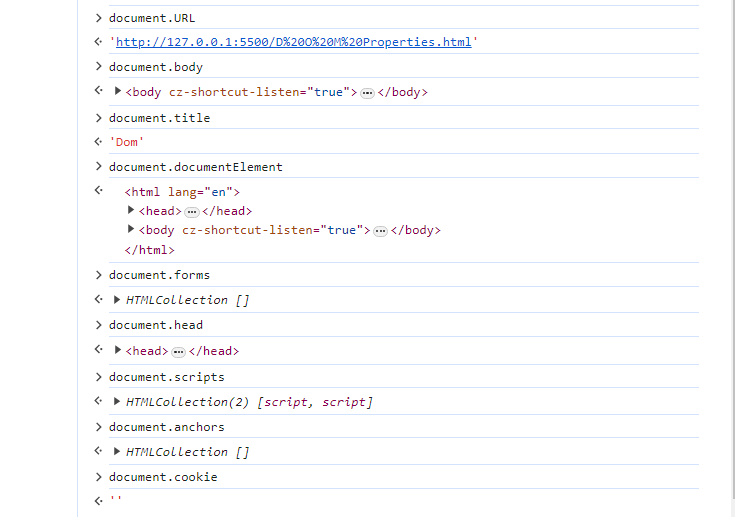 document.URL
'http://127.0.0.1:5500/D%20O%20M%20Properties.html'
document.body
<body cz-shortcut-listen="true">…</body>
document.title
'Dom'
document.documentElement
<html lang="en">
<head>…</head>
<body cz-shortcut-listen="true">…</body>
</html>
document.forms
HTMLCollection []
document.head
<head>…</head>
document.scripts
HTMLCollection(2) [script, script]
document.anchors
HTMLCollection []
document.cookie
''